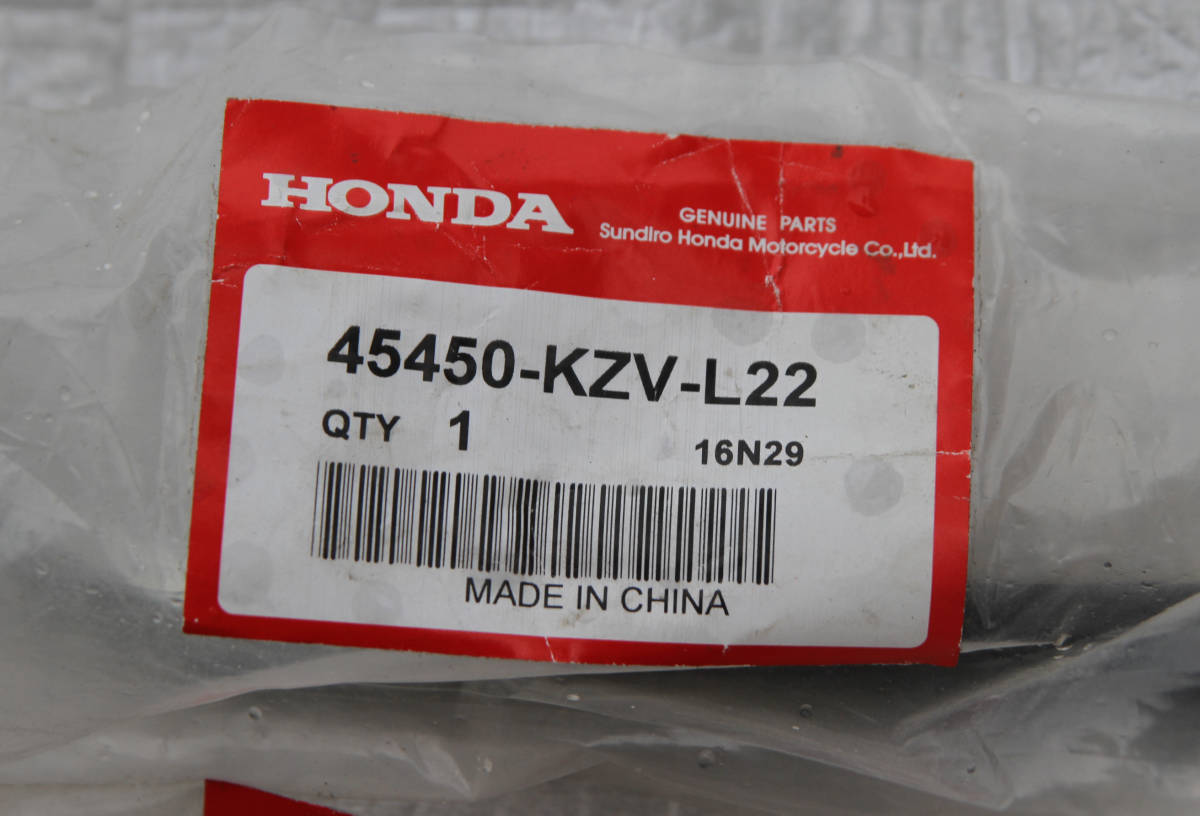 HONDA
GENUINE PARTS
Sundiro Honda Motorcycle Co.,Ltd.
45450-KZV-L22
QTY 1 16N29
MADE IN CHINA